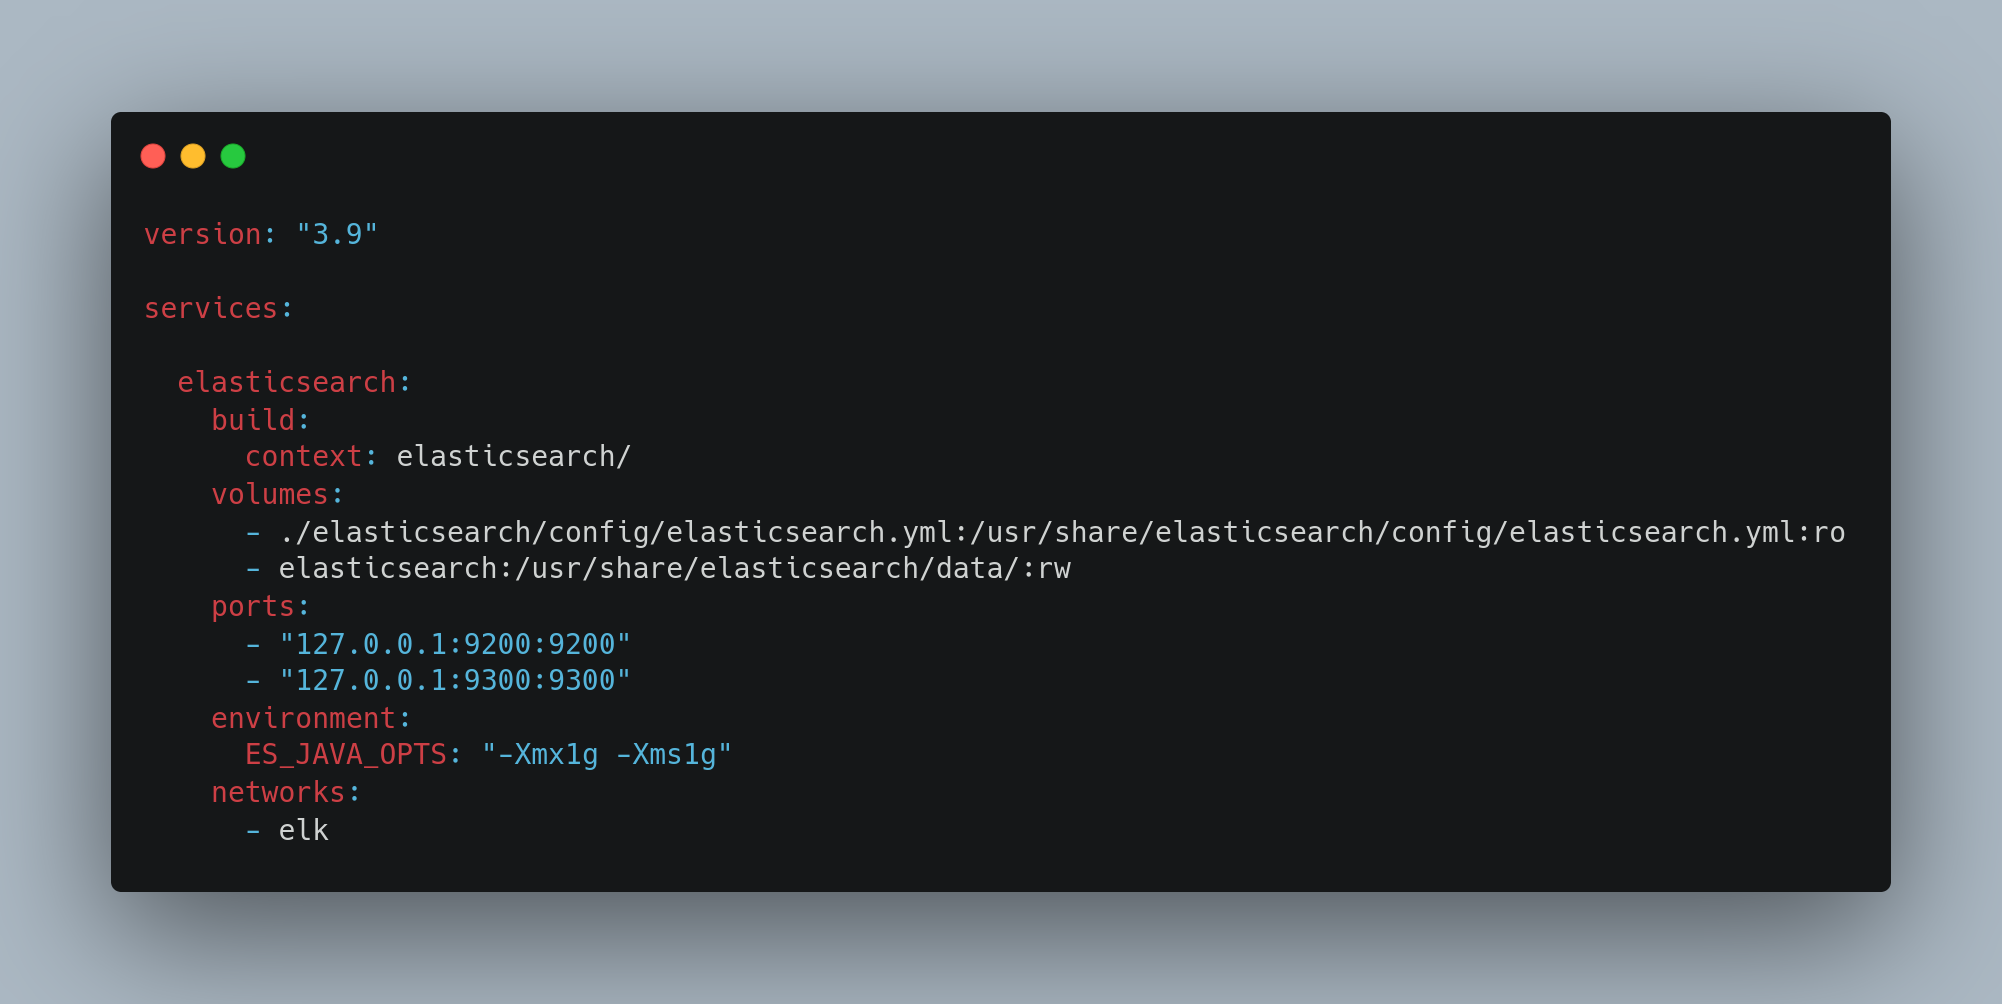 version: "3.9"

services:

  elasticsearch:
    build:
      context: elasticsearch/
    volumes:
      - ./elasticsearch/config/elasticsearch.yml:/usr/share/elasticsearch/config/elasticsearch.yml:ro
      - elasticsearch:/usr/share/elasticsearch/data/:rw
    ports:
      - "127.0.0.1:9200:9200"
      - "127.0.0.1:9300:9300"
    environment:
      ES_JAVA_OPTS: "-Xmx1g -Xms1g"
    networks:
      - elk